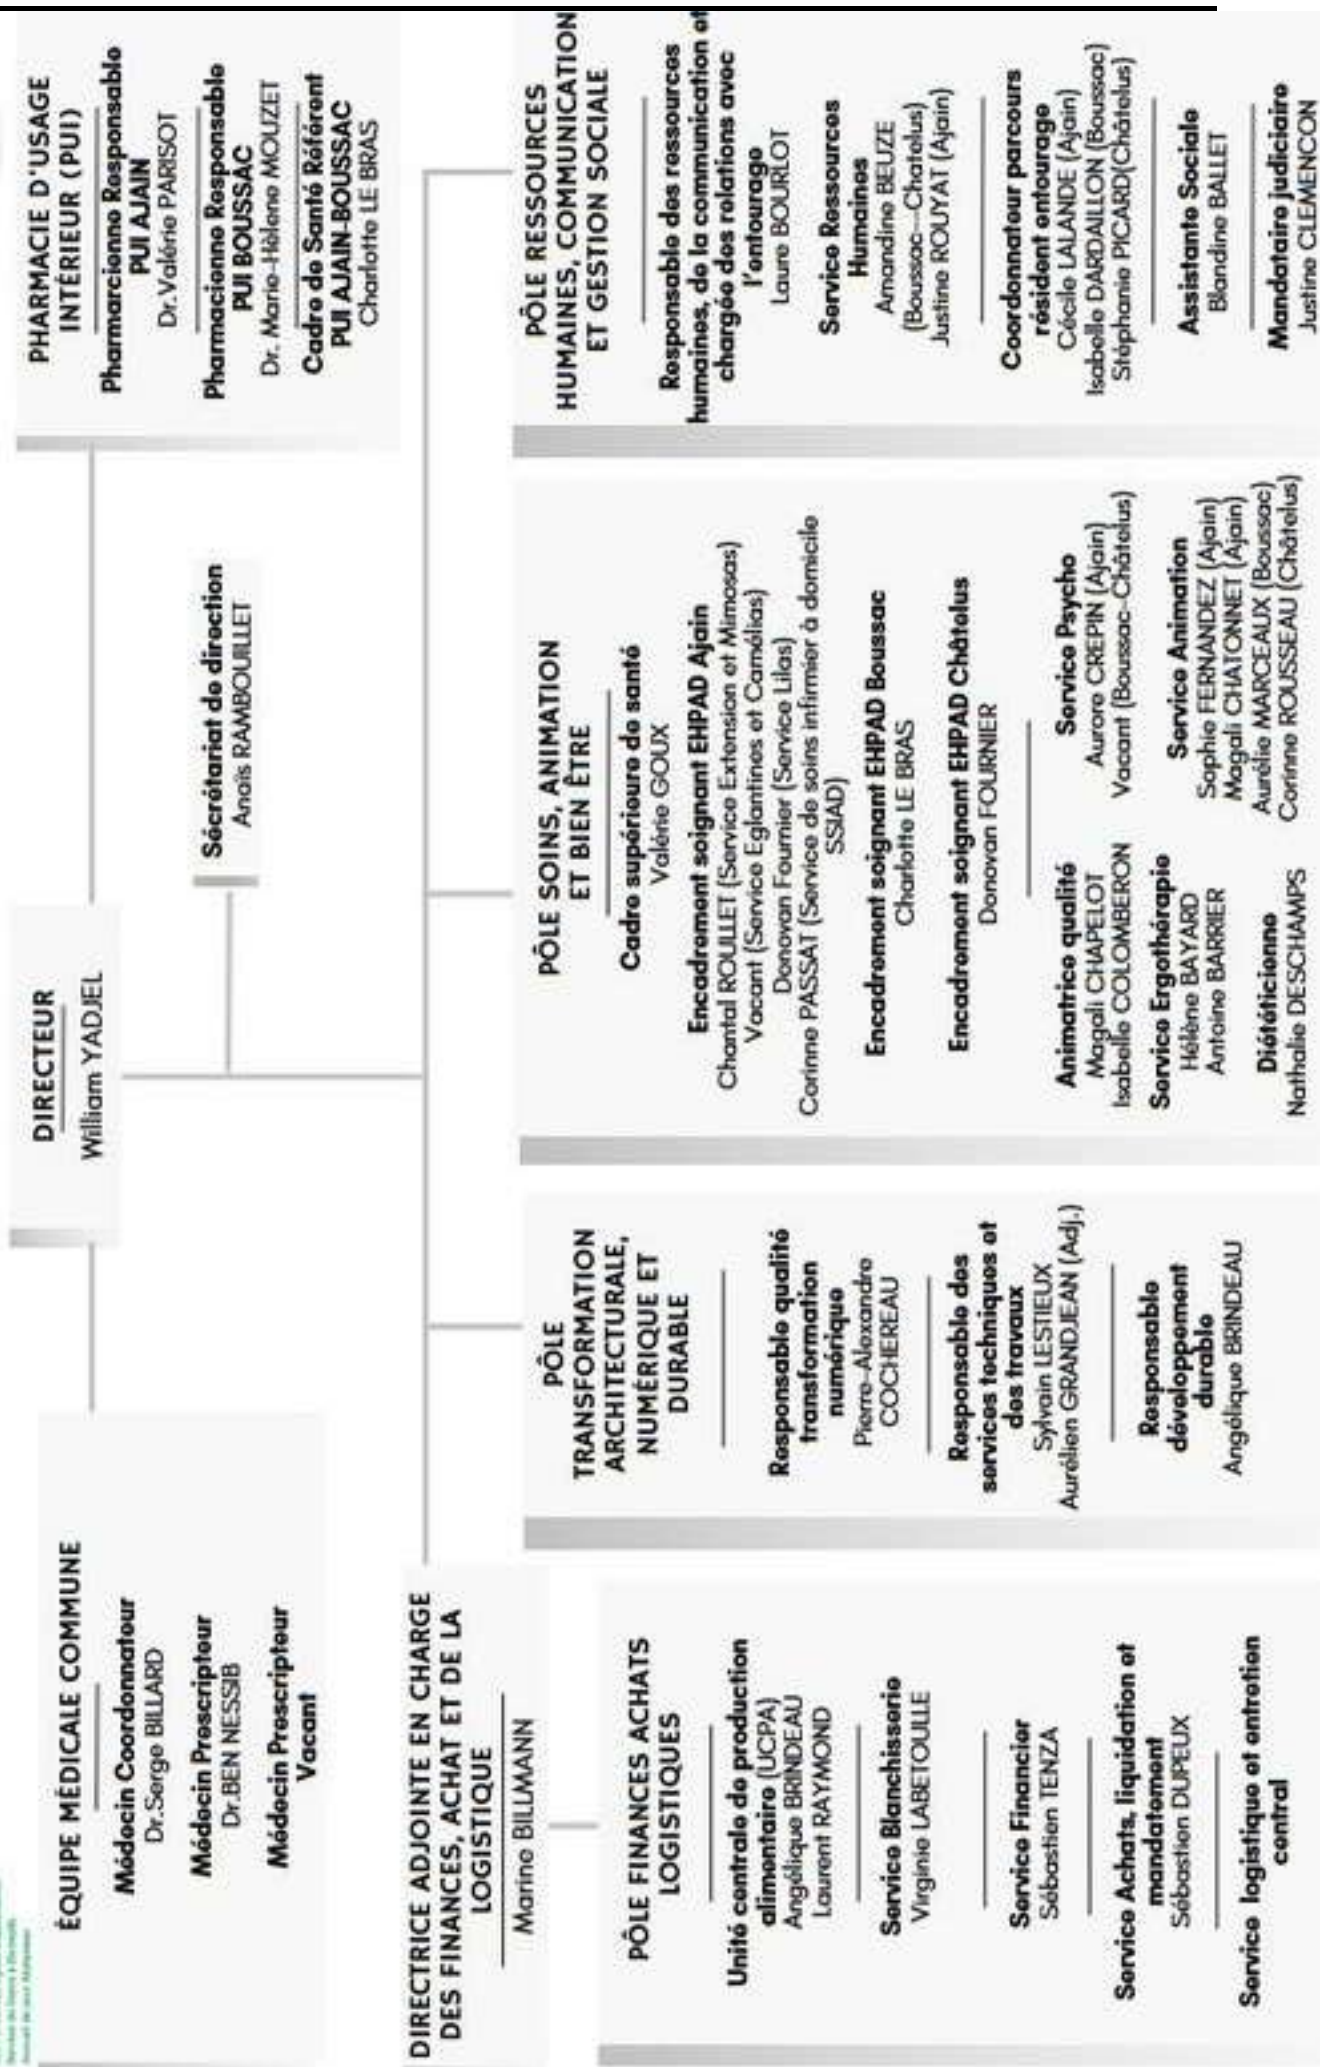 ÉQUIPE MÉDICALE COMMUNE
Médecin Coordonnateur
Dr.Serge BILLARD
Médecin Prescripteur
Dr.BEN NESSIB
Médecin Prescripteur
Vacant
DIRECTEUR
William YADJEL
Sécrétariat de direction
Anaïs RAMBOUILLET
PHARMACIE D'USAGE
INTÉRIEUR (PUI)
Pharmarcienne Responsable
PUI AJAIN
Dr.Valérie PARISOT
Pharmacienne Responsable
PUI BOUSSAC
Dr. Marie-Hèlene MOUZET
Cadre de Santé Référent
PUI AJAIN-BOUSSAC
Charlotte LE BRAS
DIRECTRICE ADJOINTE EN CHARGE
DES FINANCES, ACHAT ET DE LA
LOGISTIQUE
Marine BILLMANN
PÔLE FINANCES ACHATS
LOGISTIQUES
Unité centrale de production
alimentaire (UCPA)
Angélique BRINDEAU
Laurent RAYMOND
Service Blanchisserie
Virginie LABETOULLE
Service Financier
Sébastien TENZA
Service Achats, liquidation et
mandatement
Sébastien DUPEUX
Service logistique et entretien
central
PÔLE
TRANSFORMATION
ARCHITECTURALE,
NUMÉRIQUE ET
DURABLE
Responsable qualité
transformation
numérique
Pierre-Alexandre
COCHEREAU
Responsable des
services techniques et
des travaux
Sylvain LESTIEUX
Aurélien GRANDJEAN (Adj.)
Responsable
développement
durable
Angélique BRINDEAU
PÔLE SOINS, ANIMATION
ET BIEN ÊTRE
Cadre supérieure de santé
Valérie GOUX
Encadrement soignant EHPAD Ajain
Chantal ROULLET (Service Extension et Mimosas)
Vacant (Service Eglantines et Camélias)
Donovan Fournier (Service Lilas)
Corinne PASSAT (Service de soins infirmier à domicile
SSIAD)
Encadrement soignant EHPAD Boussac
Charlotte LE BRAS
Encadrement soignant EHPAD Châtelus
Donovan FOURNIER
Animatrice qualité
Magali CHAPELOT
Isabelle COLOMBERON
Service Ergothérapie
Hélène BAYARD
Antoine BARRIER
Diététicienne
Nathalie DESCHAMPS
Service Psycho
Aurore CREPIN (Ajain)
Vacant (Boussac-Châtelus)
Service Animation
Sophie FERNANDEZ (Ajain)
Magali CHATONNET (Ajain)
Aurélie MARCEAUX (Boussac)
Corinne ROUSSEAU (Châtelus)
PÔLE RESSOURCES
HUMAINES, COMMUNICATION
ET GESTION SOCIALE
Responsable des ressources
humaines, de la communication et
chargée des relations avec
l'entourage
Laure BOURLOT
Service Ressources
Humaines
Amandine BEUZE
(Boussac--Chatelus)
Justine ROUYAT (Ajain)
Coordonnateur parcours
résident entourage
Cécile LALANDE (Ajain)
Isabelle DARDAILLON (Boussac)
Stéphanie PICARD(Châtelus)
Assistante Sociale
Blandine BALLET
Mandataire judiciaire
Justine CLEMENCON